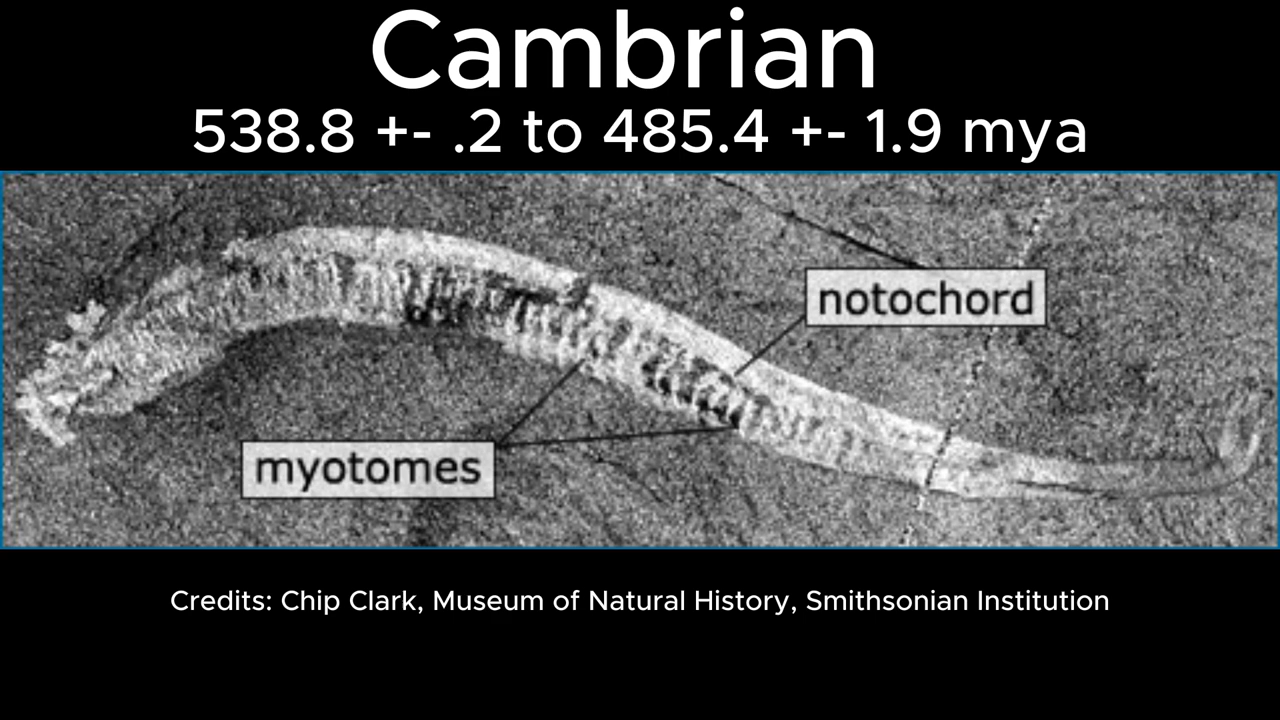 Cambrian
538.8 +- .2 to 485.4 +- 1.9 mya
notochord
myotomes
Credits: Chip Clark, Museum of Natural History, Smithsonian Institution